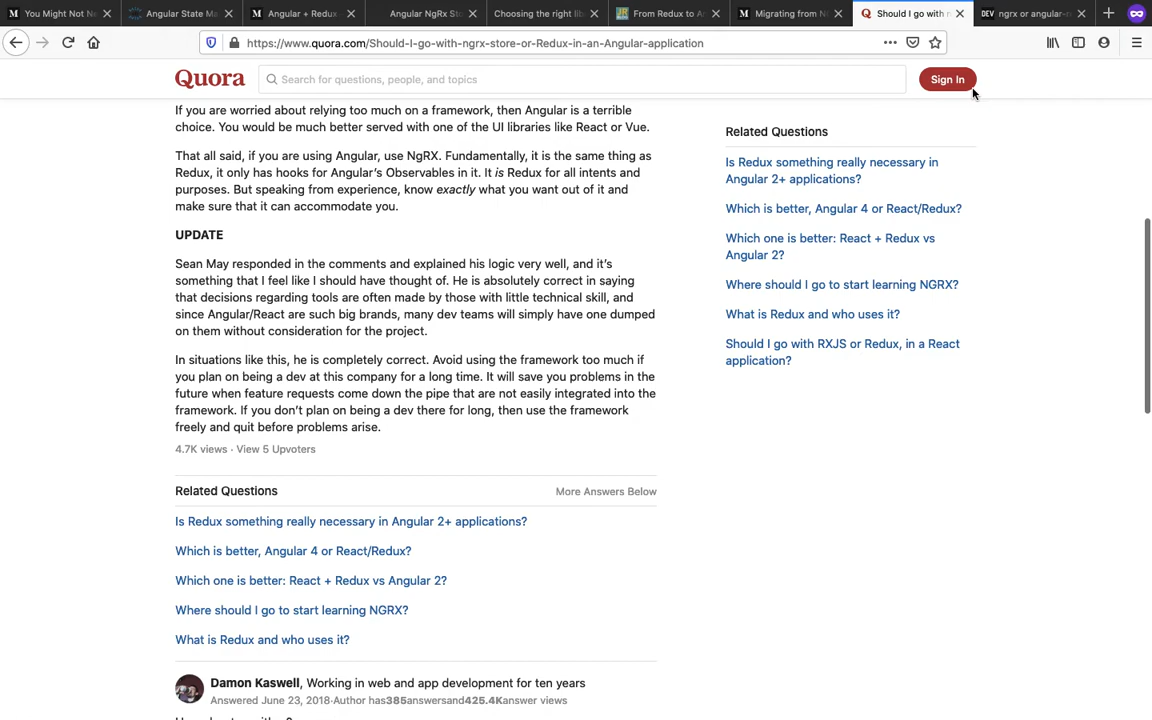 You Might Not Ne
Angular State Ma
Angular + Redux
Angular NgRx Sto
Choosing the right lib
From Redux to An
Migrating from N
Should I go with n
DEV ngrx or angular-
https://www.quora.com/Should-I-go-with-ngrx-store-or-Redux-in-an-Angular-application
Quora
Search for questions, people, and topics
Sign In
If you are worried about relying too much on a framework, then Angular is a terrible
choice. You would be much better served with one of the UI libraries like React or Vue.
That all said, if you are using Angular, use NgRX. Fundamentally, it is the same thing as
Redux, it only has hooks for Angular's Observables in it. It is Redux for all intents and
purposes. But speaking from experience, know exactly what you want out of it and
make sure that it can accommodate you.
UPDATE
Sean May responded in the comments and explained his logic very well, and it's
something that I feel like I should have thought of. He is absolutely correct in saying
that decisions regarding tools are often made by those with little technical skill, and
since Angular/React are such big brands, many dev teams will simply have one dumped
on them without consideration for the project.
In situations like this, he is completely correct. Avoid using the framework too much if
you plan on being a dev at this company for a long time. It will save you problems in the
future when feature requests come down the pipe that are not easily integrated into the
framework. If you don't plan on being a dev there for long, then use the framework
freely and quit before problems arise.
4.7K views · View 5 Upvoters
Related Questions
More Answers Below
Is Redux something really necessary in Angular 2+ applications?
Which is better, Angular 4 or React/Redux?
Which one is better: React + Redux vs Angular 2?
Where should I go to start learning NGRX?
What is Redux and who uses it?
Damon Kaswell, Working in web and app development for ten years
Answered June 23, 2018·Author has385answersand425.4Kanswer views
Related Questions
Is Redux something really necessary in
Angular 2+ applications?
Which is better, Angular 4 or React/Redux?
Which one is better: React + Redux vs
Angular 2?
Where should I go to start learning NGRX?
What is Redux and who uses it?
Should I go with RXJS or Redux, in a React
application?